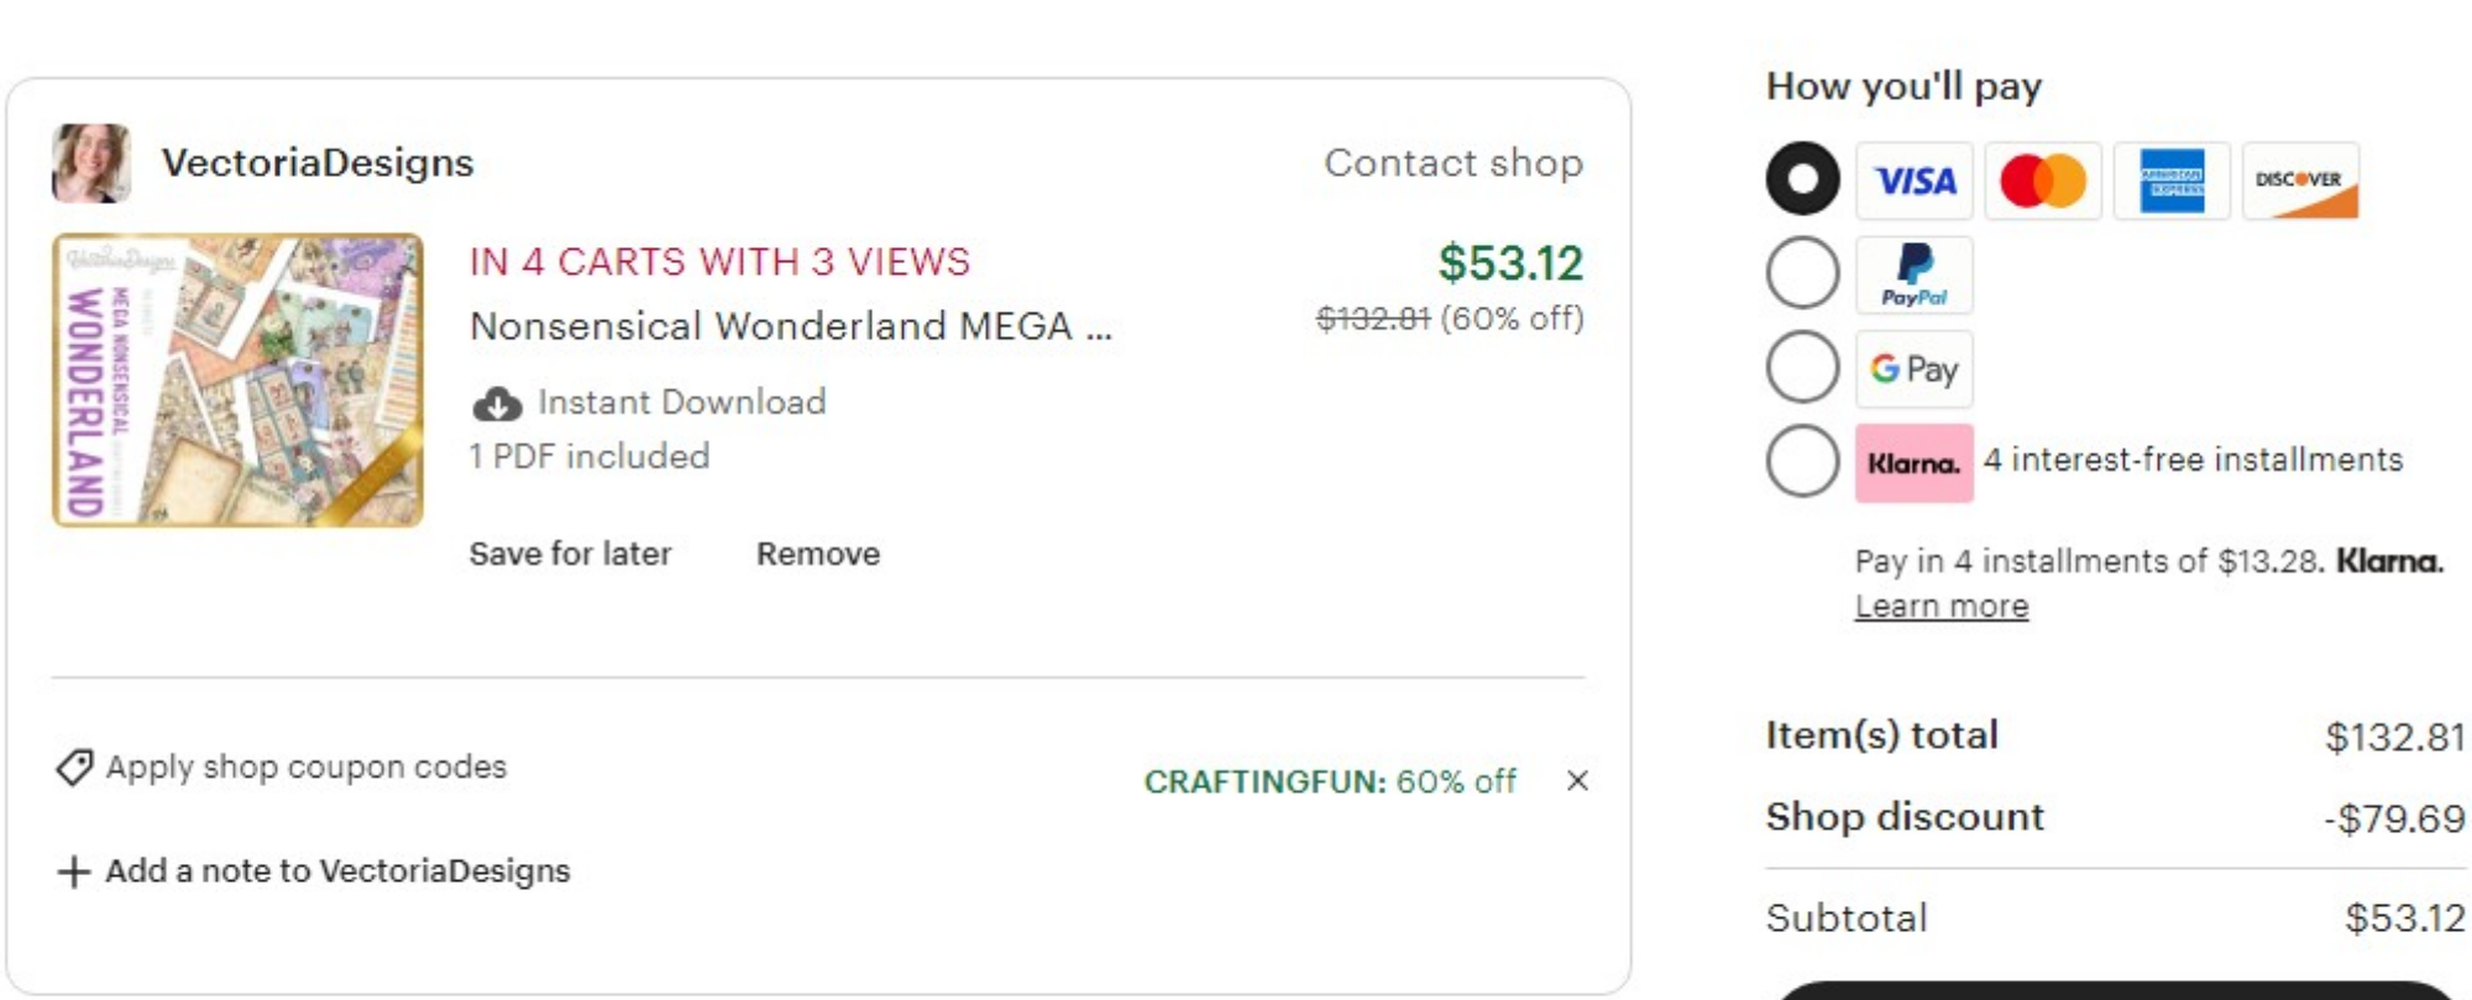 VectoriaDesigns
Contact shop
VectoriaDesigns
MEGA NONSENSICAL
WONDERLAND
IN 4 CARTS WITH 3 VIEWS
$53.12
Nonsensical Wonderland MEGA ...
$132.81 (60% off)
Instant Download
1 PDF included
Save for later
Remove
Apply shop coupon codes
CRAFTINGFUN: 60% off
Add a note to VectoriaDesigns
How you'll pay
VISA
AMERICAN
EXPRESS
DISCOVER
PayPal
G Pay
Klarna. 4 interest-free installments
Pay in 4 installments of $13.28. Klarna.
Learn more
Item(s) total $132.81
Shop discount -$79.69
Subtotal $53.12